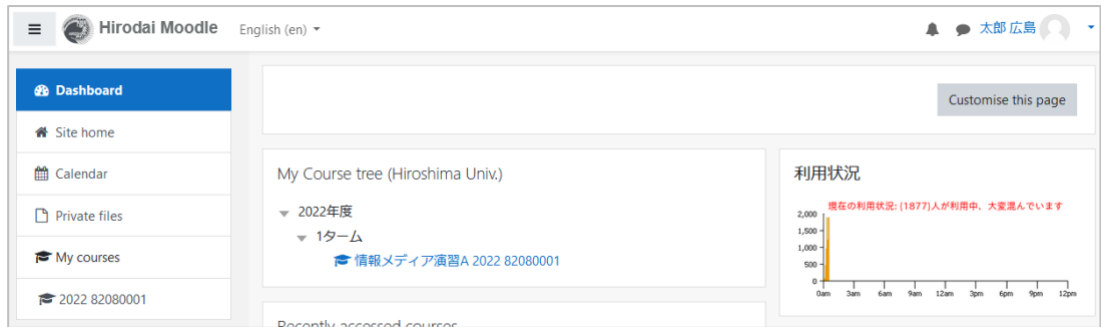 Hirodai Moodle English (en) 太郎 広島
Dashboard
Site home
Calendar
Private files
My courses
2022 82080001
Customise this page
My Course tree (Hiroshima Univ.)
2022年度
1ターム
情報メディア演習A 2022 82080001
Recently accessed courses
利用状況
現在の利用状況: (1877)人が利用中、大変混んでいます
2,000
1,500
1,000
500
0
0am 3am 6am 9am 12am 3pm 6pm 9pm 12pm